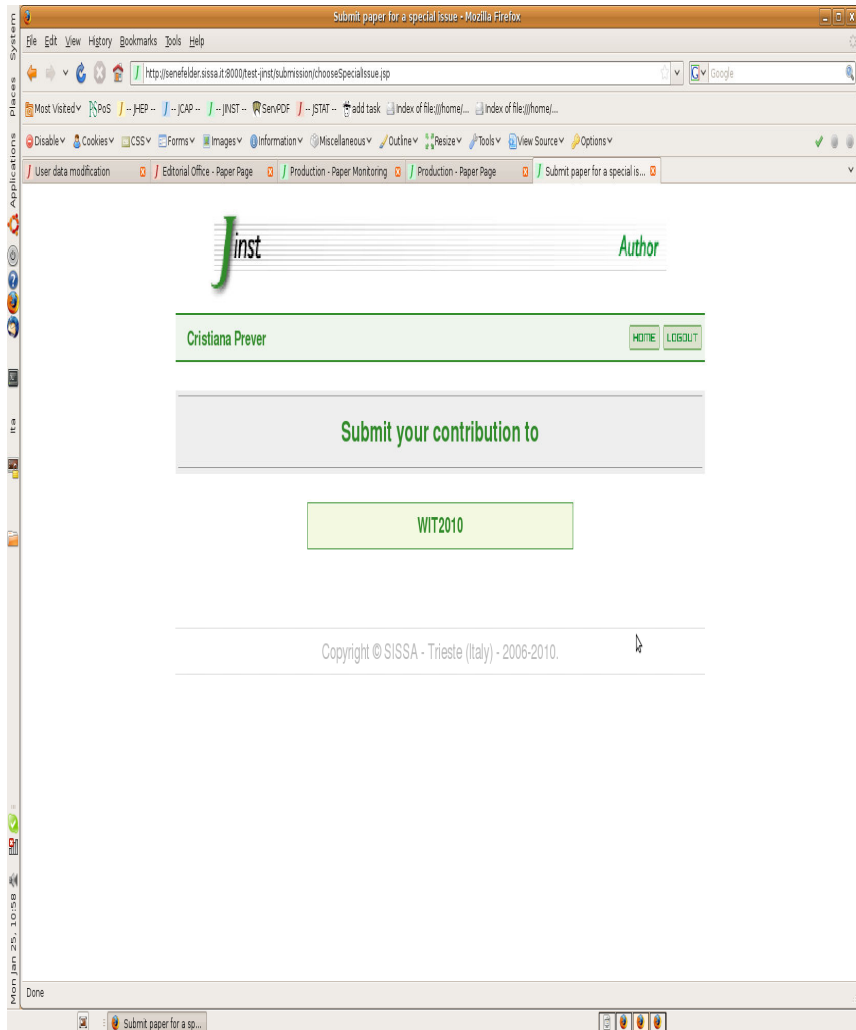 Submit paper for a special issue - Mozilla Firefox
File Edit View History Bookmarks Tools Help
http://senefelder.sissa.it:8000/test-jinst/submission/chooseSpecialIssue.jsp
Google
Most Visited PoS -- JHEP -- -- JCAP -- -- JINST -- Serv/PDF -- JSTAT -- add task Index of file:///home/... Index of file:///home/...
Disable Cookies CSS Forms Images Information Miscellaneous Outline Resize Tools View Source Options
User data modification Editorial Office - Paper Page Production - Paper Monitoring Production - Paper Page Submit paper for a special is...
Jinst Author
Cristiana Prever HOME LOGOUT
Submit your contribution to
WIT2010
Copyright © SISSA - Trieste (Italy) - 2006-2010.
Done
Submit paper for a sp...
Applications Places System
Ita
Mon Jan 25, 10:58